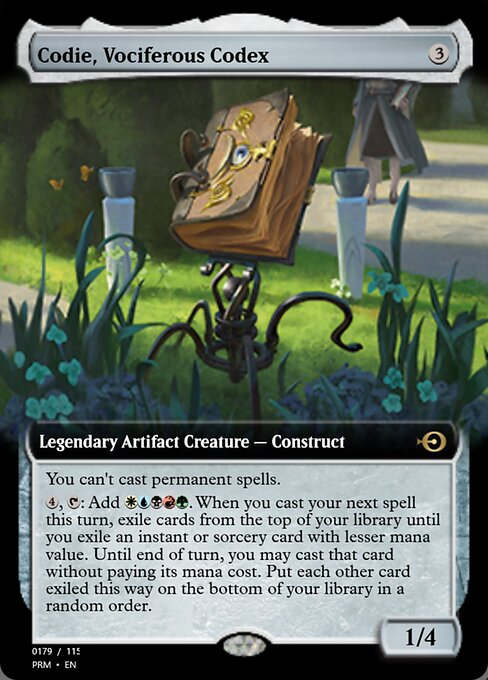 Codie, Vociferous Codex 3
Legendary Artifact Creature — Construct
You can't cast permanent spells.
4, T: Add WUBRG. When you cast your next spell
this turn, exile cards from the top of your library until
you exile an instant or sorcery card with lesser mana
value. Until end of turn, you may cast that card
without paying its mana cost. Put each other card
exiled this way on the bottom of your library in a
random order.
1/4
0179 / 115
PRM • EN